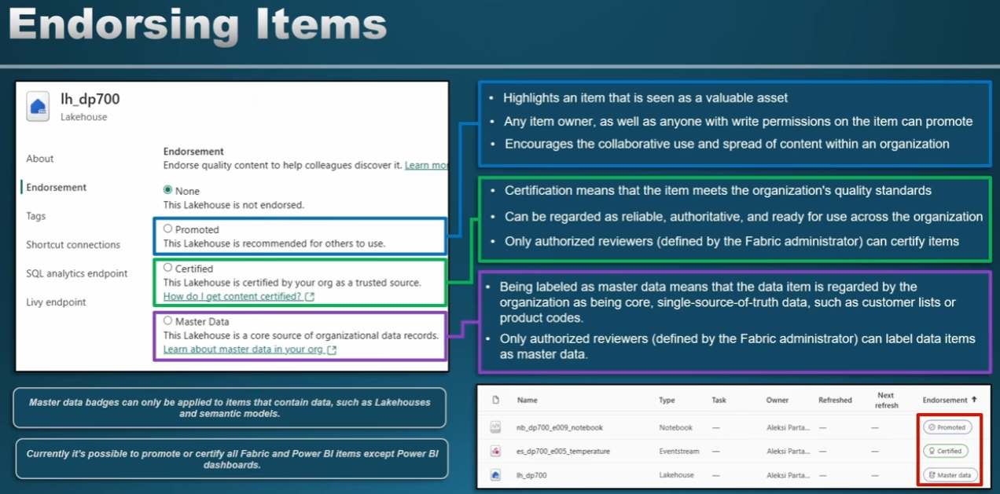 Endorsing Items
lh_dp700
Lakehouse
About
Endorsement
Tags
Shortcut connections
SQL analytics endpoint
Livy endpoint
Endorsement
Endorse quality content to help colleagues discover it. Learn mor
None
This Lakehouse is not endorsed.
Promoted
This Lakehouse is recommended for others to use.
Certified
This Lakehouse is certified by your org as a trusted source.
How do I get content certified?
Master Data
This Lakehouse is a core source of organizational data records.
Learn about master data in your org
• Highlights an item that is seen as a valuable asset
• Any item owner, as well as anyone with write permissions on the item can promote
• Encourages the collaborative use and spread of content within an organization
• Certification means that the item meets the organization's quality standards
• Can be regarded as reliable, authoritative, and ready for use across the organization
• Only authorized reviewers (defined by the Fabric administrator) can certify items
• Being labeled as master data means that the data item is regarded by the
organization as being core, single-source-of-truth data, such as customer lists or
product codes.
• Only authorized reviewers (defined by the Fabric administrator) can label data items
as master data.
Master data badges can only be applied to items that contain data, such as Lakehouses
and semantic models.
Currently it's possible to promote or certify all Fabric and Power BI items except Power BI
dashboards.
Name Type Task Owner Refreshed Next refresh Endorsement
nb_dp700_e009_notebook Notebook — Aleksi Parta... — — Promoted
es_dp700_e005_temperature Eventstream — Aleksi Parta... — — Certified
lh_dp700 Lakehouse — Aleksi Parta... — — Master data